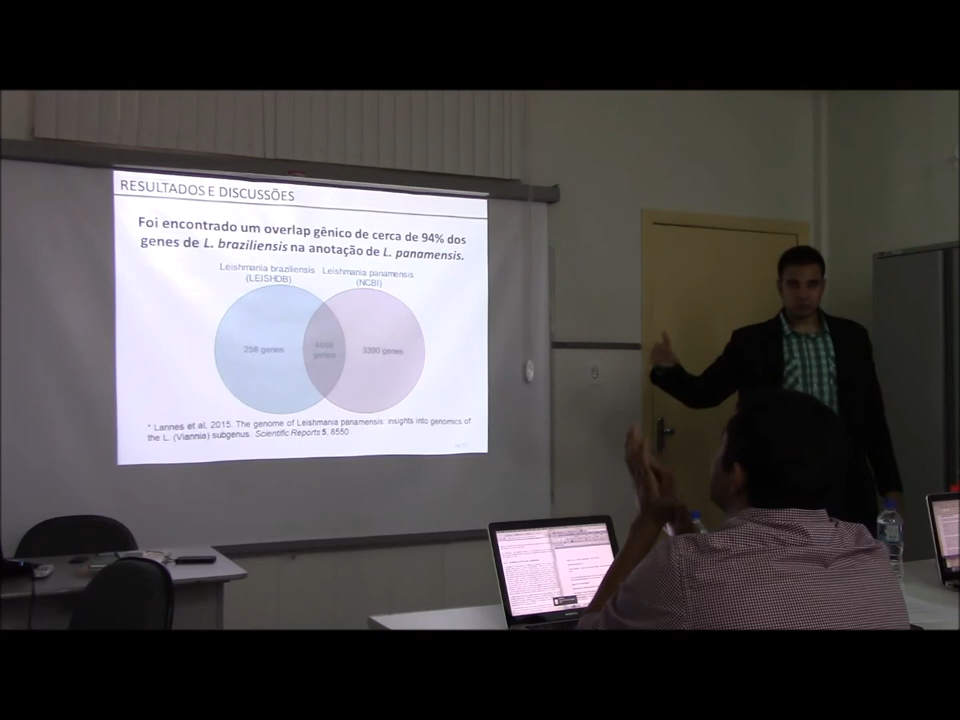 RESULTADOS E DISCUSSÕES
Foi encontrado um overlap gênico de cerca de 94% dos
genes de L. braziliensis na anotação de L. panamensis.
Leishmania braziliensis Leishmania panamensis
(LEISHDB) (NCBI)
258 genes
genes
3390 genes
* Lannes et al, 2015. The genome of Leishmania panamensis: insights into genomics of
the L. (Viannia) subgenus. Scientific Reports 5, 8550